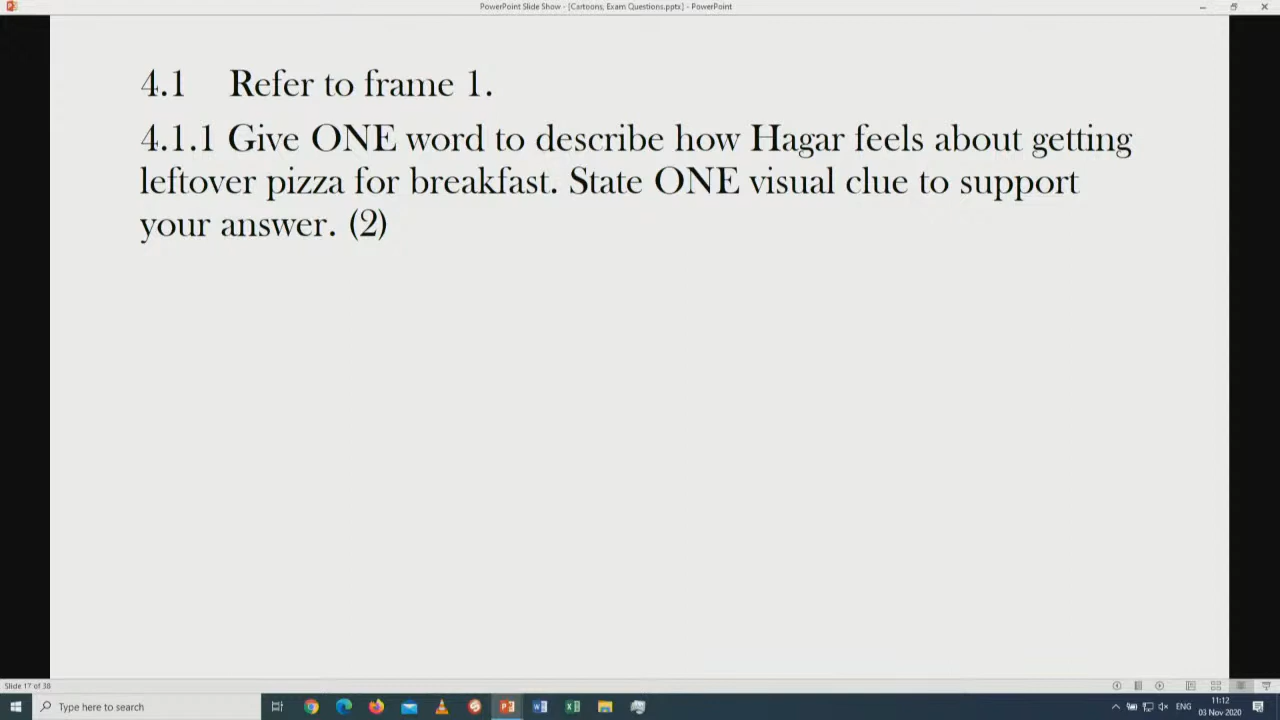 PowerPoint Slide Show - [Cartoons, Exam Questions.pptx] - PowerPoint
4.1 Refer to frame 1.
4.1.1 Give ONE word to describe how Hagar feels about getting
leftover pizza for breakfast. State ONE visual clue to support
your answer. (2)
Slide 17 of 38
Type here to search
ENG
11:12
03 Nov 2020